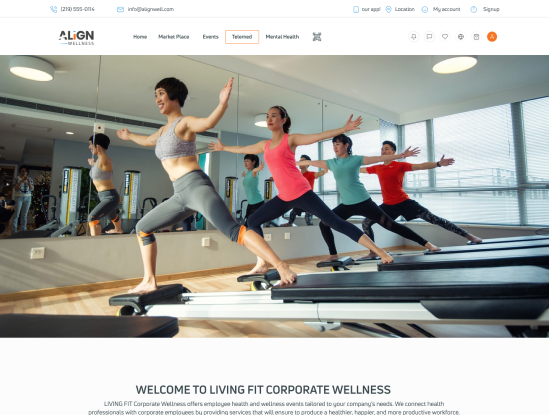 (219) 555-0114
info@alignwell.com
our app!
Location
My account
Signup
ALiGN
WELLNESS
Home
Market Place
Events
Telemed
Mental Health
WELCOME TO LIVING FIT CORPORATE WELLNESS
LIVING FIT Corporate Wellness offers employee health and wellness events tailored to your company's needs. We connect health
professionals with corporate employees by providing services that will ensure to produce a healthier, happier, and more productive workforce.